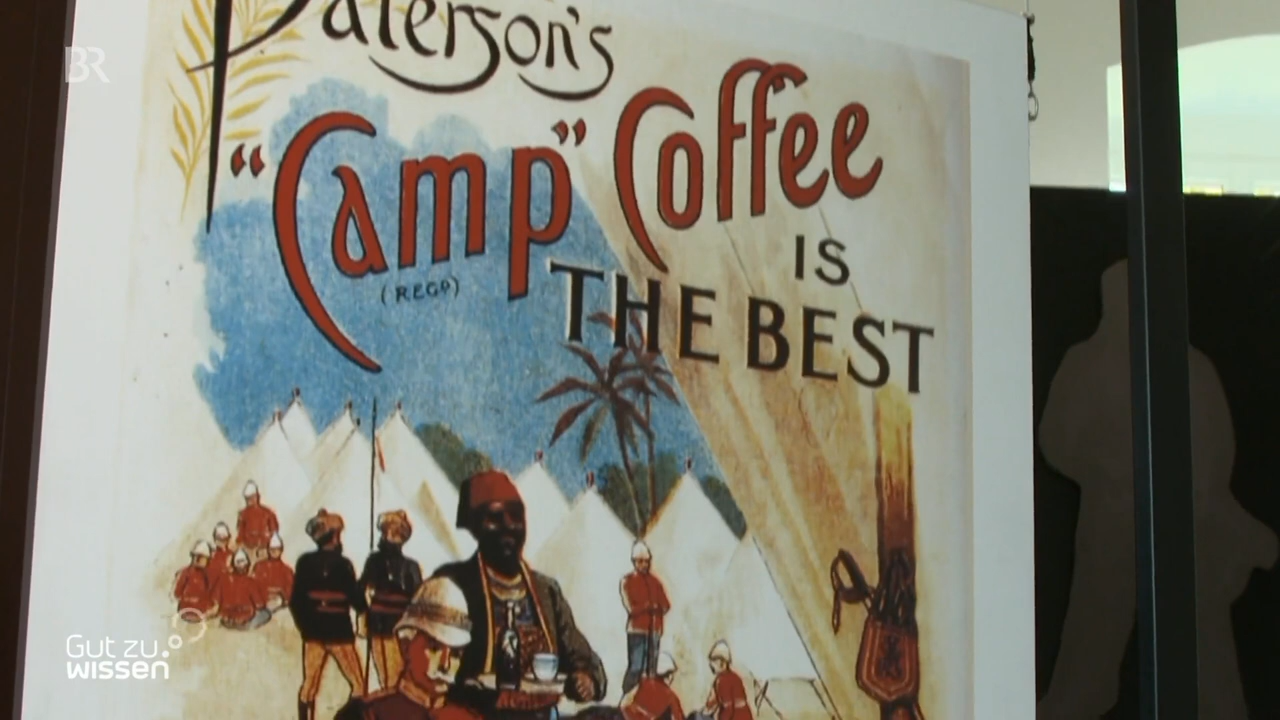 Paterson's
"Camp" Coffee
(REGD)
IS
THE BEST
BR
Gut zu
wissen